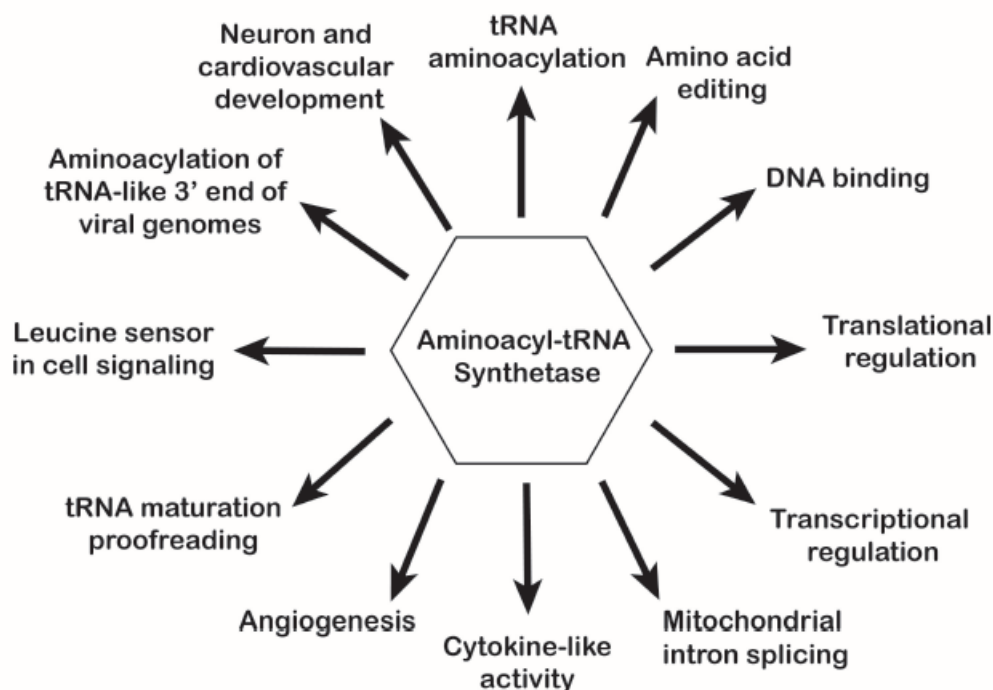 Neuron and
cardiovascular
development
tRNA
aminoacylation
Amino acid
editing
Aminoacylation of
tRNA-like 3’ end of
viral genomes
DNA binding
Leucine sensor
in cell signaling
Aminoacyl-tRNA
Synthetase
Translational
regulation
tRNA maturation
proofreading
Transcriptional
regulation
Angiogenesis
Cytokine-like
activity
Mitochondrial
intron splicing